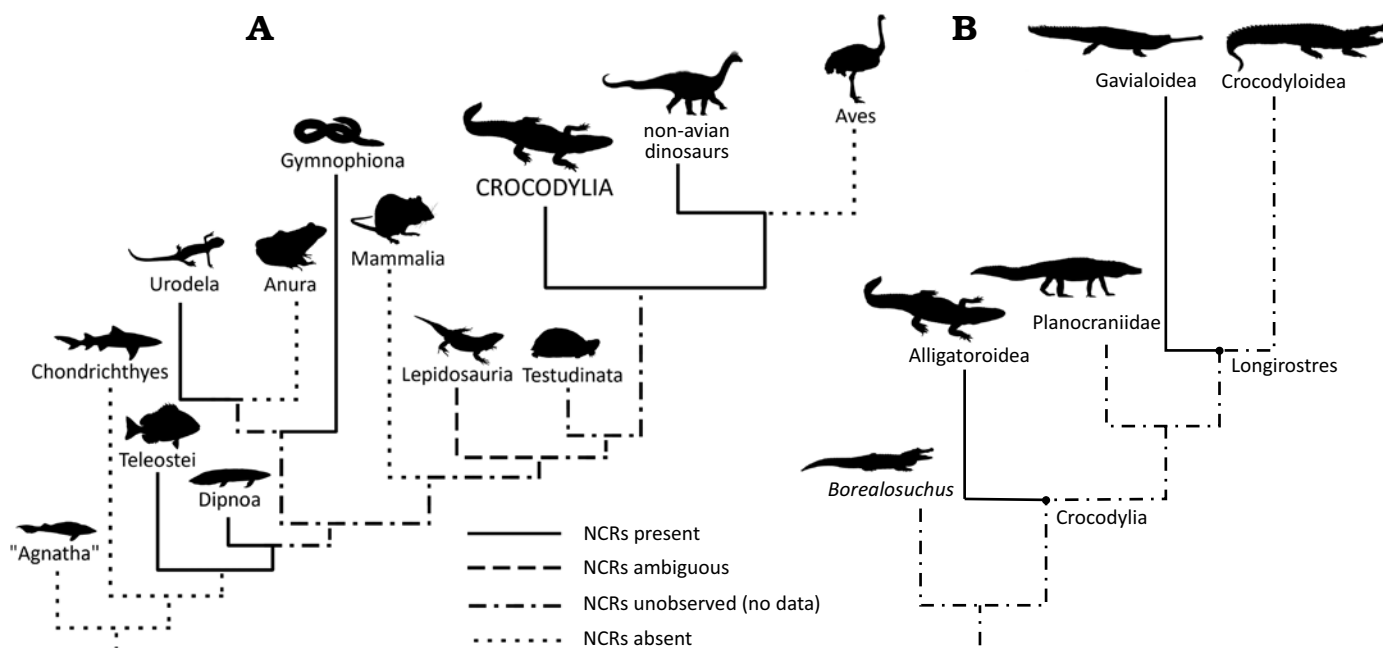 A
B
Gavialoidea
Crocodyloidea
Aves
non-avian
dinosaurs
Gymnophiona
CROCODYLIA
Mammalia
Urodela
Anura
Planocraniidae
Alligatoroidea
Chondrichthyes
Lepidosauria
Testudinata
Longirostres
Teleostei
Dipnoa
Borealosuchus
Crocodylia
"Agnatha"
NCRs present
NCRs ambiguous
NCRs unobserved (no data)
NCRs absent